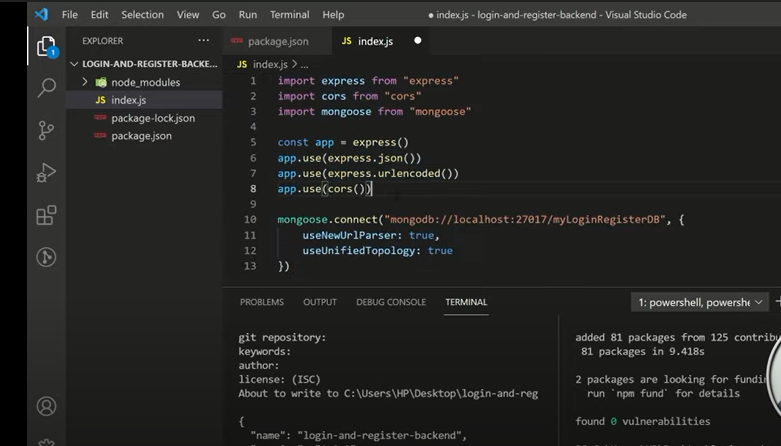 File Edit Selection View Go Run Terminal Help ● index.js - login-and-register-backend - Visual Studio Code
EXPLORER ...
package.json
JS index.js ●
LOGIN-AND-REGISTER-BACKE...
JS index.js > ...
node_modules
JS index.js
package-lock.json
package.json
1
1 import express from "express"
2 import cors from "cors"
3 import mongoose from "mongoose"
4
5 const app = express()
6 app.use(express.json())
7 app.use(express.urlencoded())
8 app.use(cors())
9
10 mongoose.connect("mongodb://localhost:27017/myLoginRegisterDB", {
11 useNewUrlParser: true,
12 useUnifiedTopology: true
13 })
PROBLEMS OUTPUT DEBUG CONSOLE TERMINAL 1: powershell, powershe
git repository:
keywords:
author:
license: (ISC)
About to write to C:\Users\HP\Desktop\login-and-reg
{
"name": "login-and-register-backend",
added 81 packages from 125 contribu
81 packages in 9.418s
2 packages are looking for fundin
run `npm fund` for details
found 0 vulnerabilities